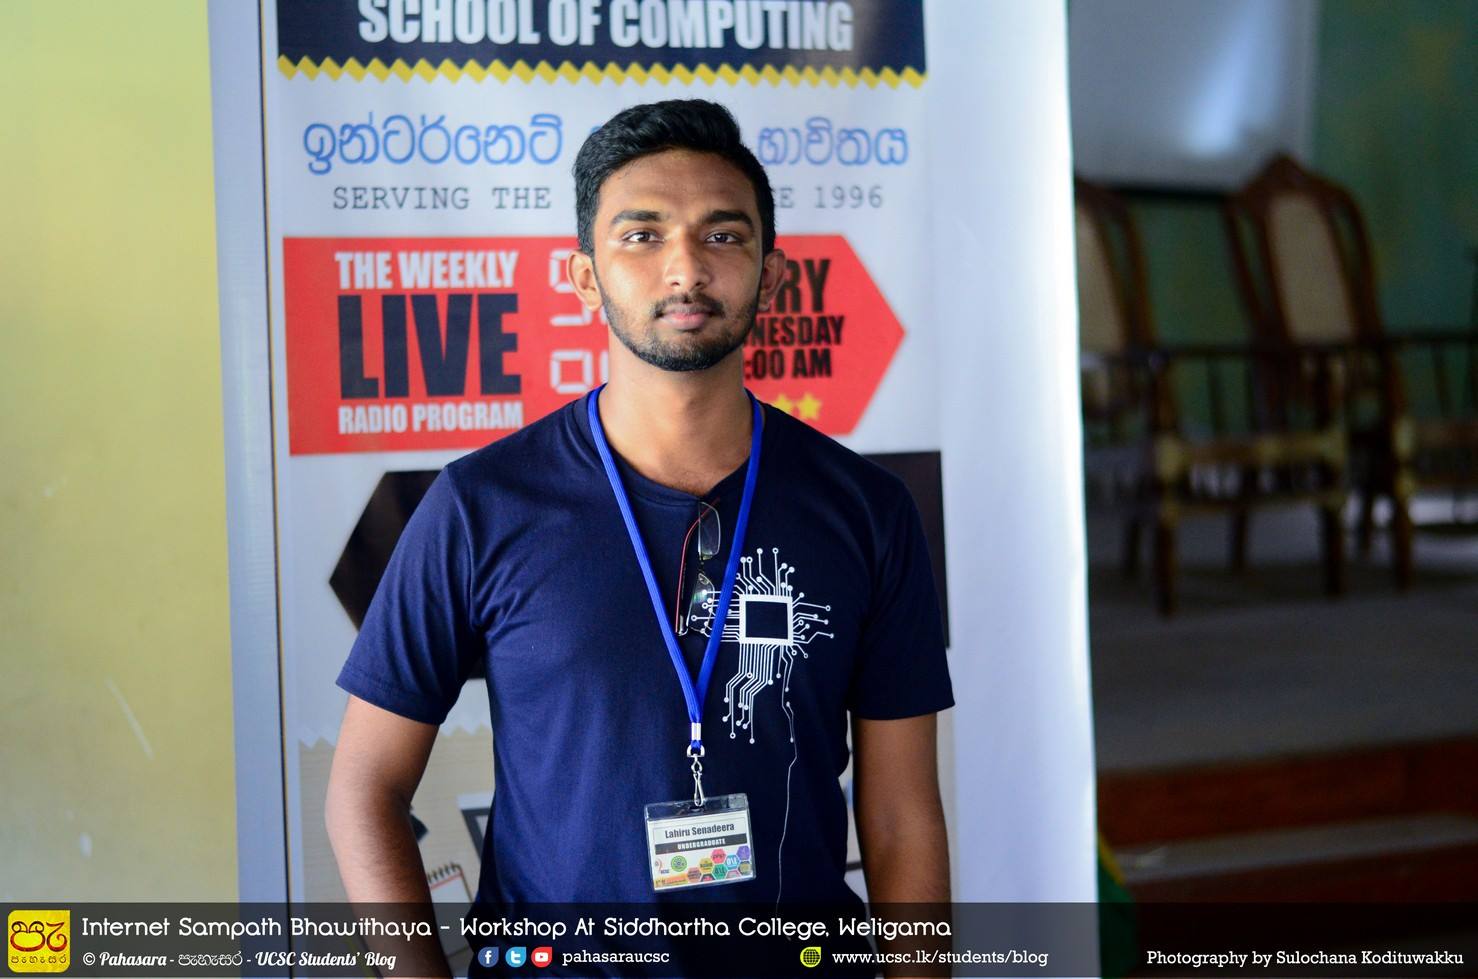 SCHOOL OF COMPUTING
ඉන්ටර්නෙට් භාවිතය
SERVING THE 1996
THE WEEKLY
LIVE
RADIO PROGRAM
:00 AM
Lahiru Senadeera
UNDERGRADUATE
පැහැසර
Internet Sampath Bhawithaya - Workshop At Siddhartha College, Weligama
© Pahasara - පැහැසර - UCSC Students' Blog
pahasaraucsc
www.ucsc.lk/students/blog
Photography by Sulochana Kodituwakku